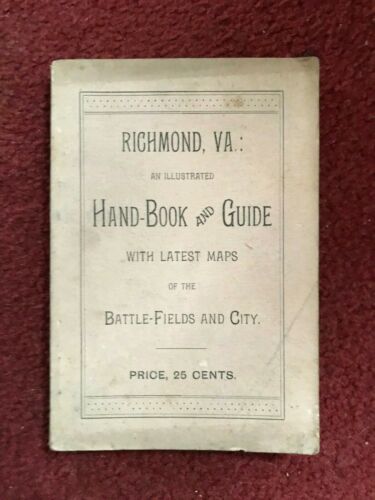 RICHMOND, VA.:
AN ILLUSTRATED
HAND-BOOK AND GUIDE
WITH LATEST MAPS
OF THE
BATTLE-FIELDS AND CITY.
PRICE, 25 CENTS.